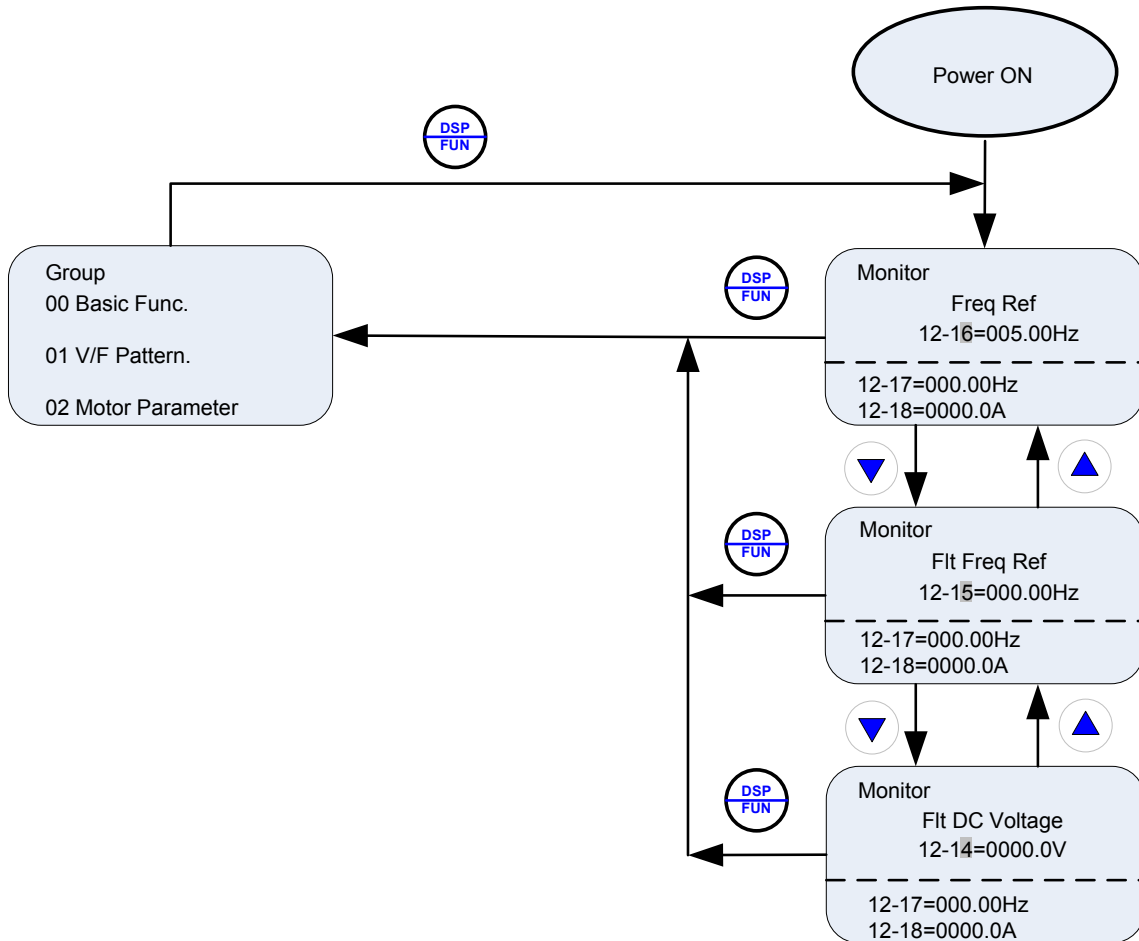 Power ON
DSP
FUN
Group
00 Basic Func.
01 V/F Pattern.
02 Motor Parameter
DSP
FUN
Monitor
Freq Ref
12-16=005.00Hz
12-17=000.00Hz
12-18=0000.0A
DSP
FUN
Monitor
Flt Freq Ref
12-15=000.00Hz
12-17=000.00Hz
12-18=0000.0A
DSP
FUN
Monitor
Flt DC Voltage
12-14=0000.0V
12-17=000.00Hz
12-18=0000.0A